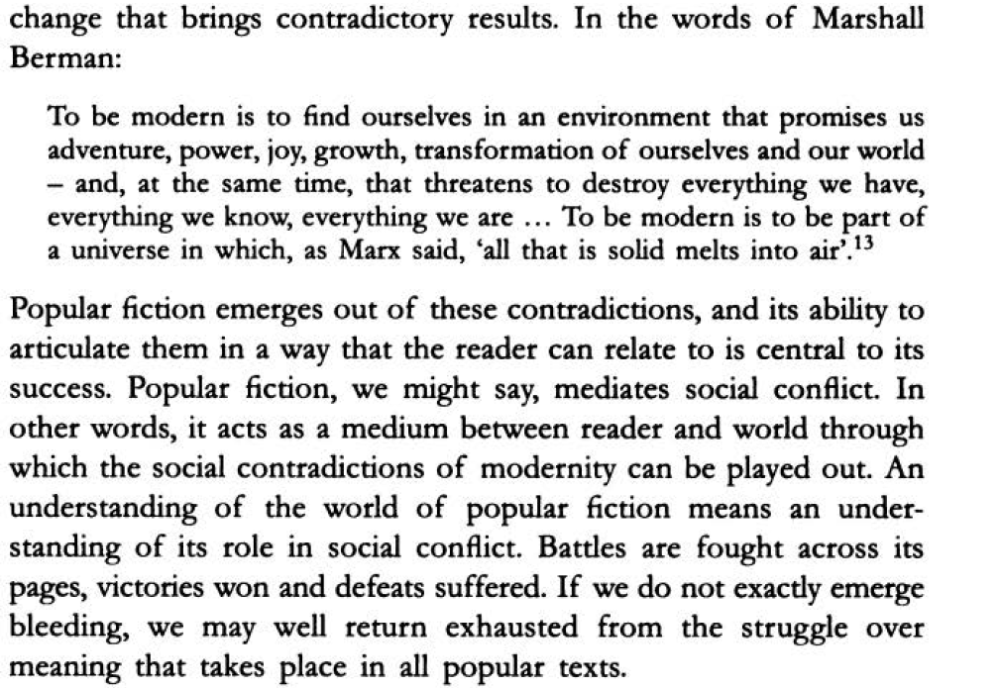 change that brings contradictory results. In the words of Marshall
Berman:
To be modern is to find ourselves in an environment that promises us
adventure, power, joy, growth, transformation of ourselves and our world
– and, at the same time, that threatens to destroy everything we have,
everything we know, everything we are ... To be modern is to be part of
a universe in which, as Marx said, ‘all that is solid melts into air’.¹³
Popular fiction emerges out of these contradictions, and its ability to
articulate them in a way that the reader can relate to is central to its
success. Popular fiction, we might say, mediates social conflict. In
other words, it acts as a medium between reader and world through
which the social contradictions of modernity can be played out. An
understanding of the world of popular fiction means an under-
standing of its role in social conflict. Battles are fought across its
pages, victories won and defeats suffered. If we do not exactly emerge
bleeding, we may well return exhausted from the struggle over
meaning that takes place in all popular texts.